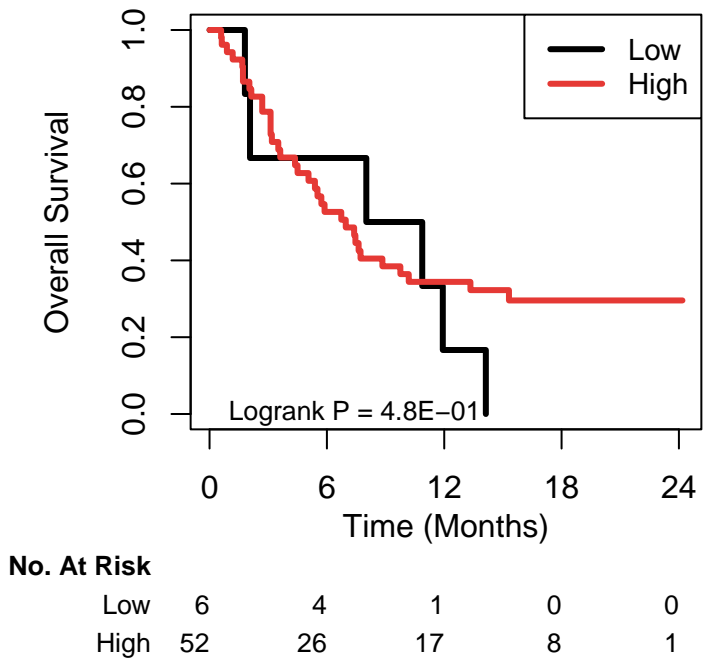 Low
High
Overall Survival
1.0
0.8
0.6
0.4
0.2
0.0
Logrank P = 4.8E−01
0 6 12 18 24
Time (Months)
No. At Risk
Low 6 4 1 0 0
High 52 26 17 8 1